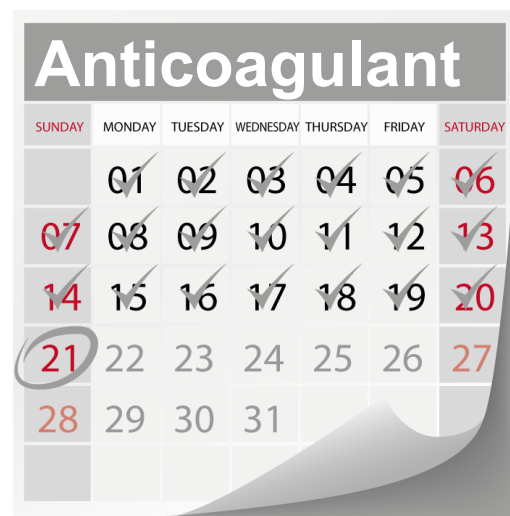 Anticoagulant
SUNDAY MONDAY TUESDAY WEDNESDAY THURSDAY FRIDAY SATURDAY
01 02 03 04 05 06
07 08 09 10 11 12 13
14 15 16 17 18 19 20
21 22 23 24 25 26 27
28 29 30 31